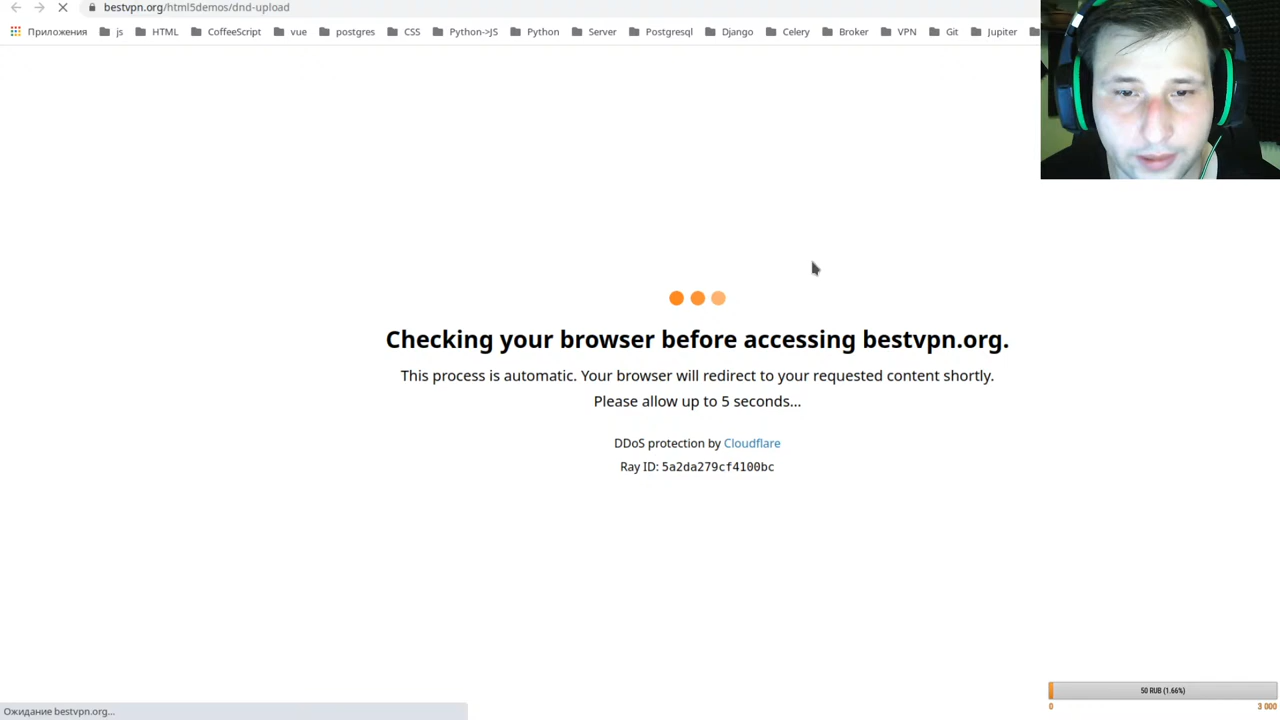 bestvpn.org/html5demos/dnd-upload
Приложения js HTML CoffeeScript vue postgres CSS Python->JS Python Server Postgresql Django Celery Broker VPN Git Jupiter
Checking your browser before accessing bestvpn.org.
This process is automatic. Your browser will redirect to your requested content shortly.
Please allow up to 5 seconds...
DDoS protection by Cloudflare
Ray ID: 5a2da279cf4100bc
50 RUB (1.66%)
0 3 000
Ожидание bestvpn.org...